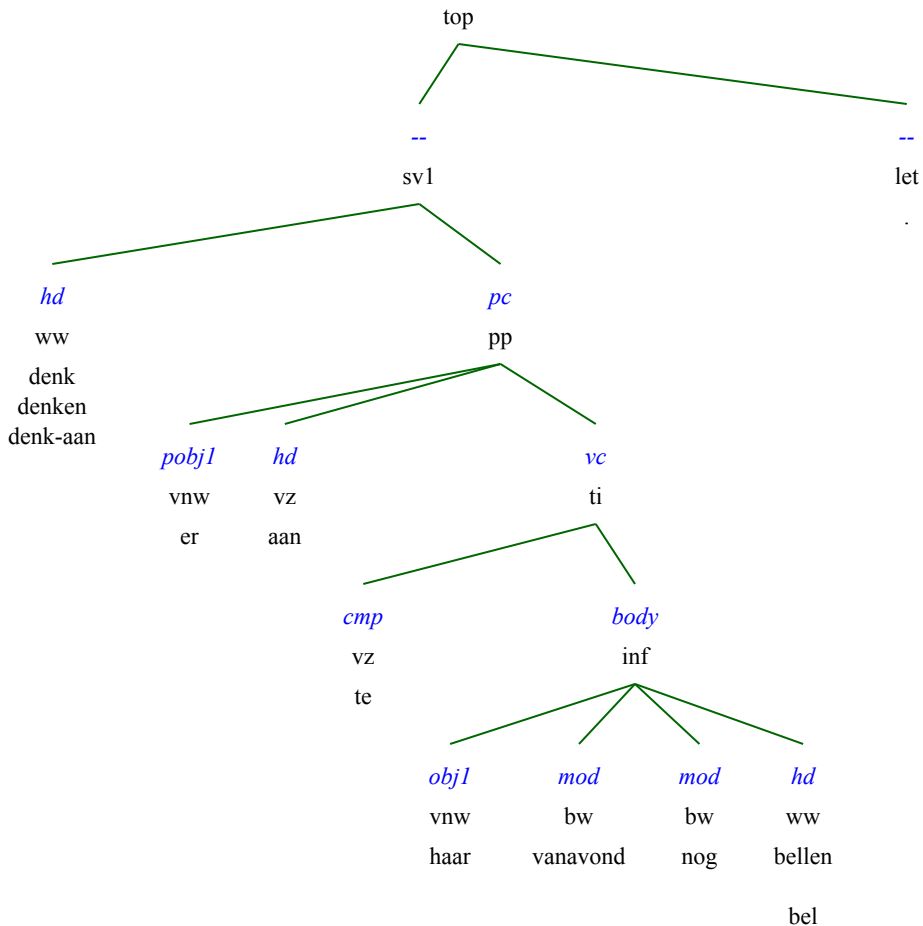 top
-- --
sv1 let
.
hd pc
ww pp
denk
denken
denk-aan
pobj1 hd vc
vnw vz ti
er aan
cmp body
vz inf
te
obj1 mod mod hd
vnw bw bw ww
haar vanavond nog bellen
bel